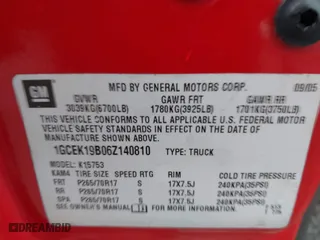 GM
MFD BY GENERAL MOTORS CORP. 09/05
GVWR GAWR FRT GAWR RR
3039KG(6700LB) 1780KG(3925LB) 1701KG(3750LB)
THIS VEHICLE CONFORMS TO ALL APPLICABLE U.S. FEDERAL MOTOR
VEHICLE SAFETY STANDARDS IN EFFECT ON THE DATE OF
MANUFACTURE SHOWN ABOVE.
1GCEK19B06Z140810 TYPE: TRUCK
MODEL: K15753
KAM4 TIRE SIZE SPEED RTG RIM COLD TIRE PRESSURE
FRT P265/70R17 S 17X7.5J 240KPA(35PSI)
RR P265/70R17 S 17X7.5J 240KPA(35PSI)
SPA P265/70R17 S 17X7.5J 240KPA(35PSI)
SEE OWNER'S MANUAL FOR MORE INFORMATION.